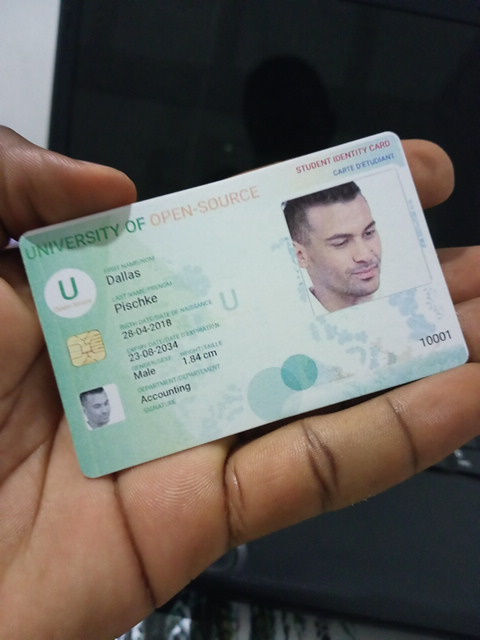 STUDENT IDENTITY CARD
CARTE D'ETUDIANT
UNIVERSITY OF OPEN-SOURCE
FIRST NAME/NOM
Dallas
LAST NAME/PRENOM
Pischke
BIRTH DATE/DATE DE NAISSANCE
28-04-2018
EXPIRY DATE/DATE D'EXPIRATION
23-08-2034
GENDER/SEXE HEIGHT/TAILLE
Male 1.84 cm
DEPARTMENT/DEPARTEMENT
Accounting
SIGNATURE
U
U
10001